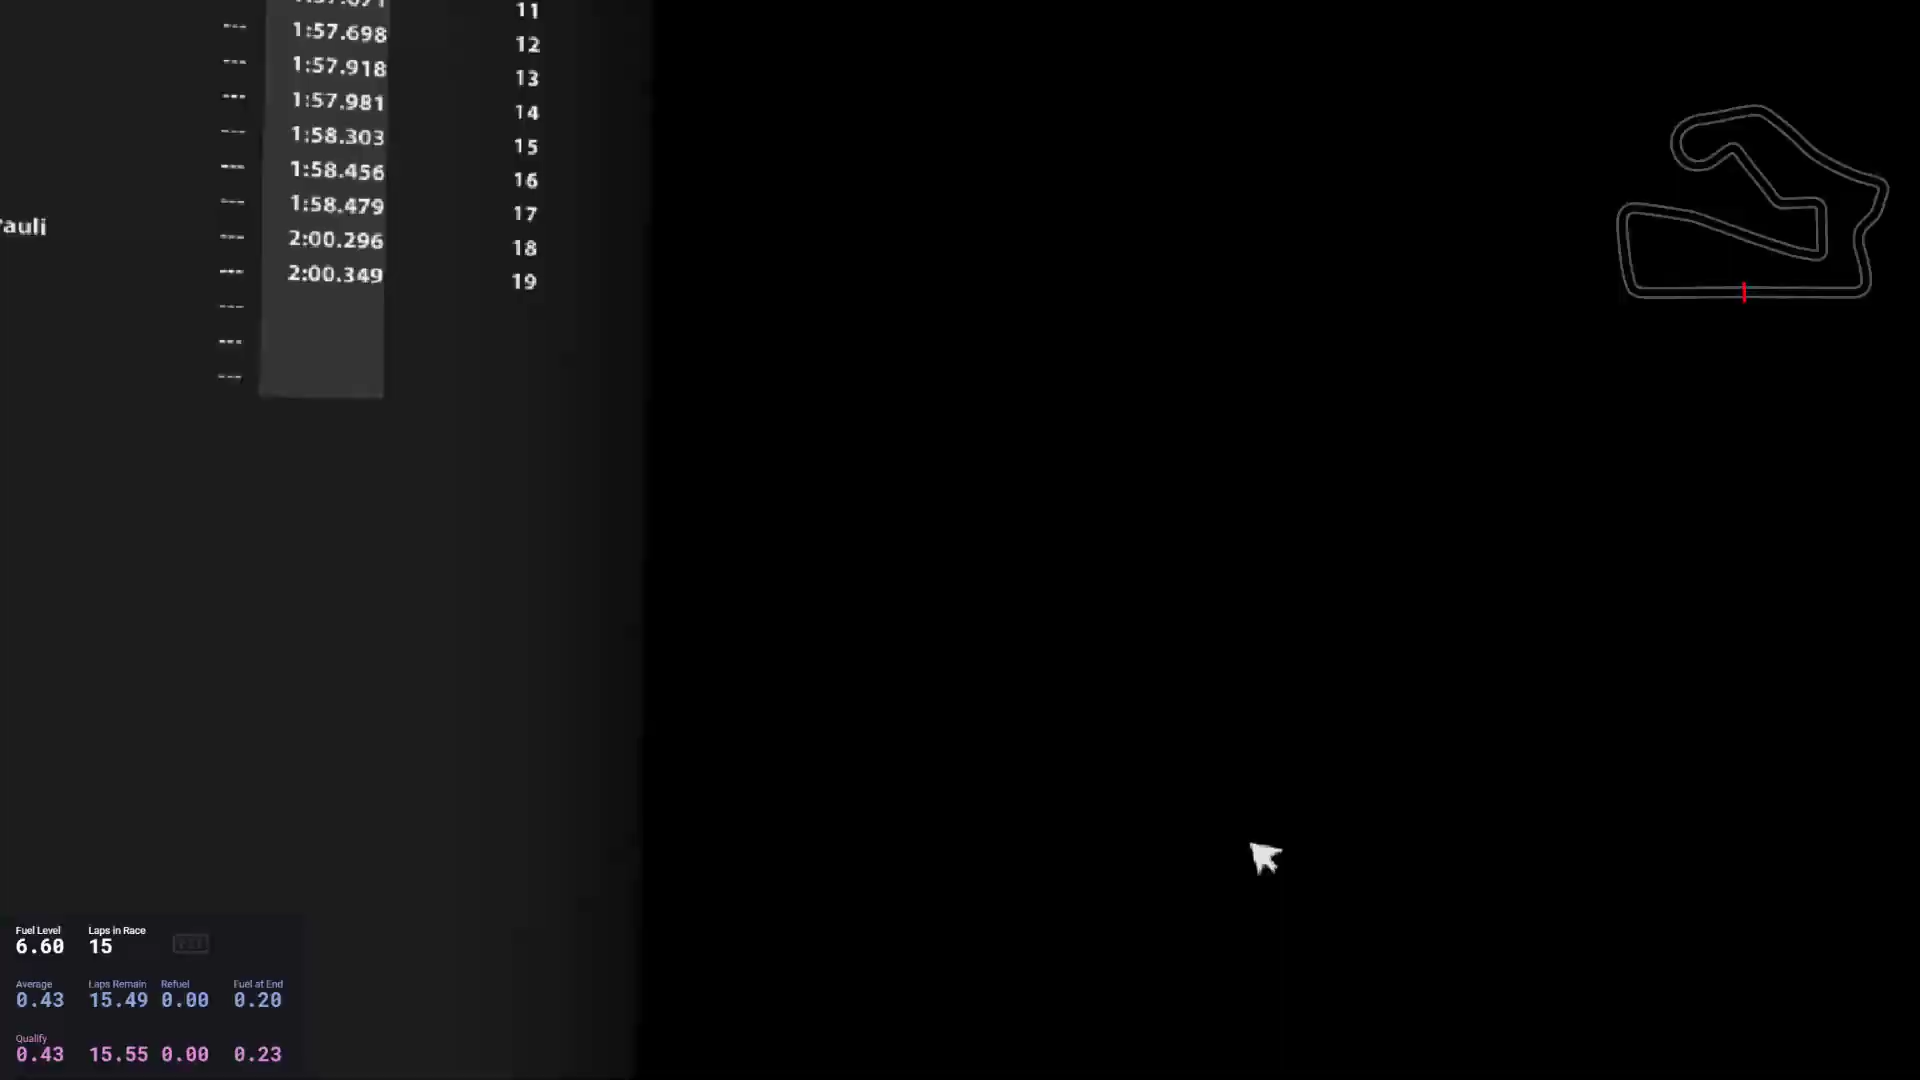 11
--- 1:57.698 12
--- 1:57.918 13
--- 1:57.981 14
--- 1:58.303 15
--- 1:58.456 16
--- 1:58.479 17
--- 2:00.296 18
--- 2:00.349 19
---
---
---
Fuel Level Laps in Race
6.60 15
Average Laps Remain Refuel Fuel at End
0.43 15.49 0.00 0.20
Qualify
0.43 15.55 0.00 0.23